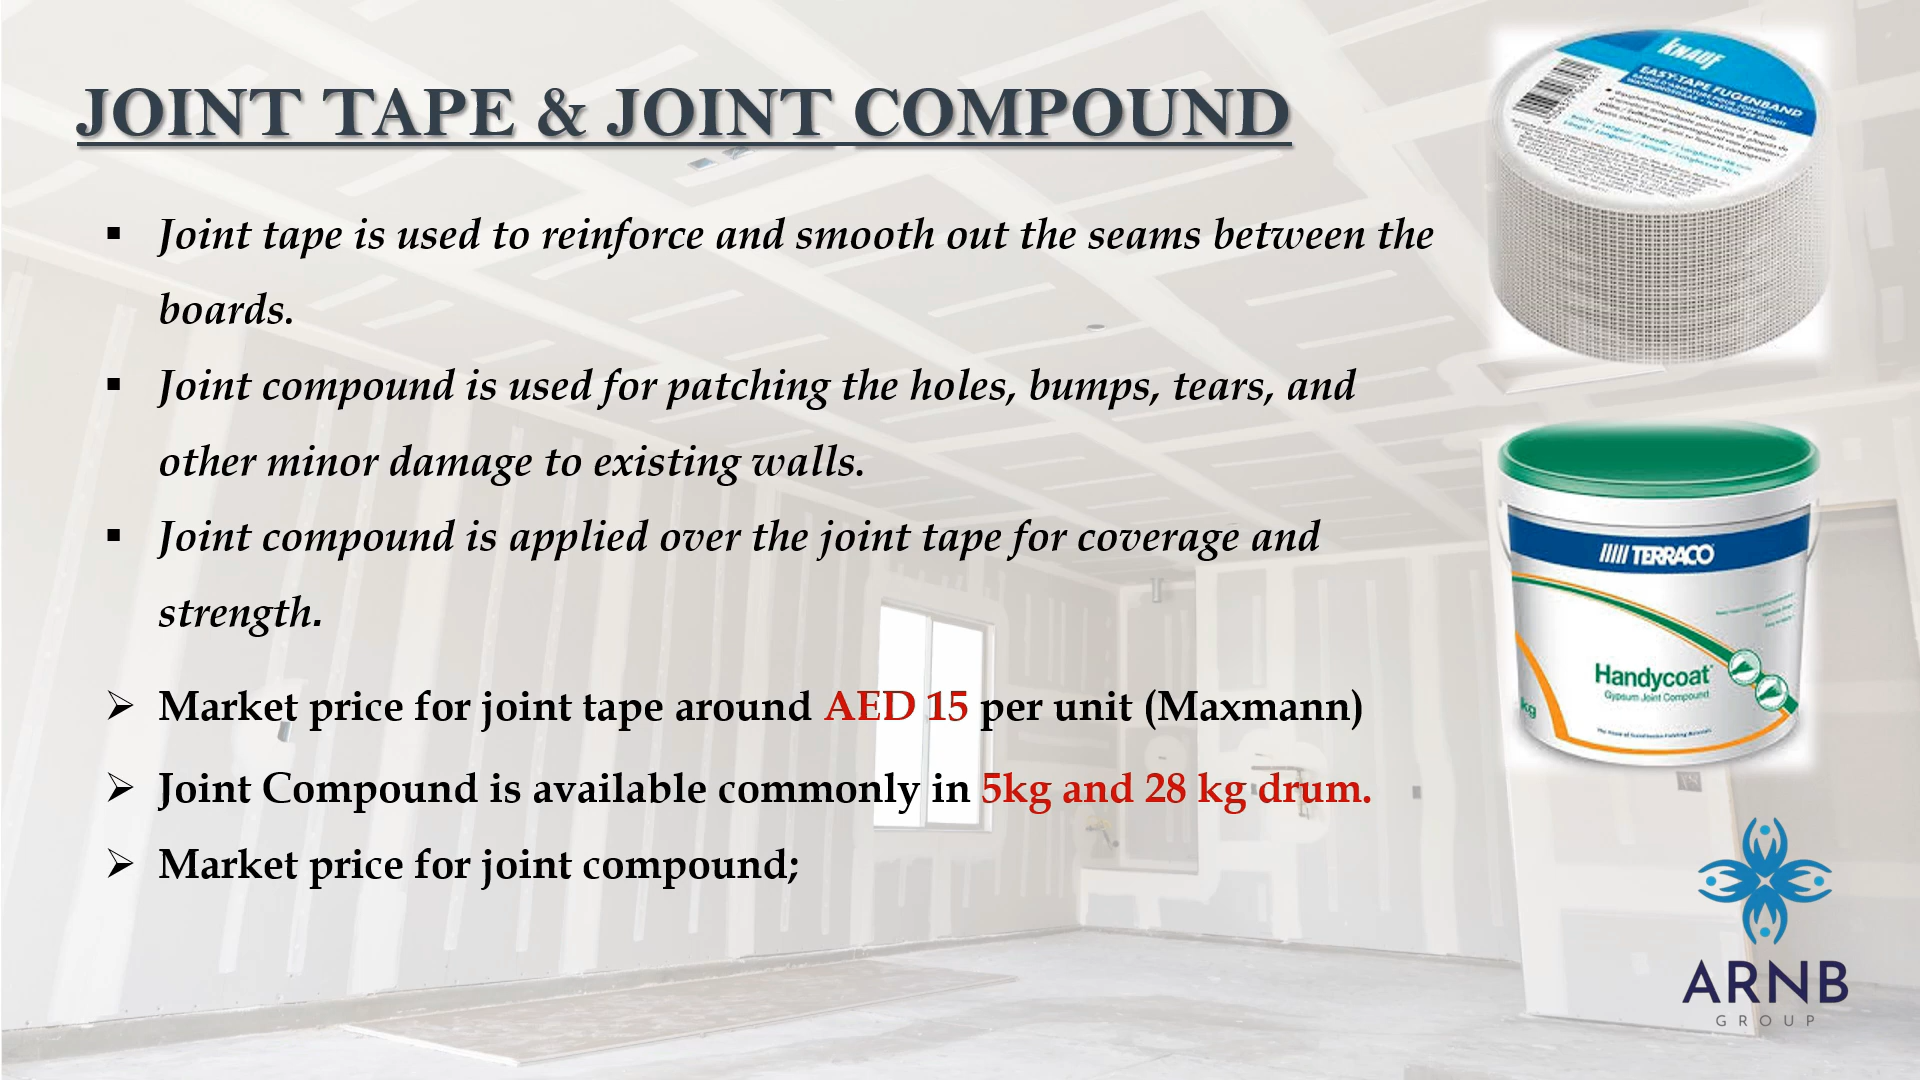 JOINT TAPE & JOINT COMPOUND
▪ Joint tape is used to reinforce and smooth out the seams between the
boards.
▪ Joint compound is used for patching the holes, bumps, tears, and
other minor damage to existing walls.
▪ Joint compound is applied over the joint tape for coverage and
strength.
➢ Market price for joint tape around AED 15 per unit (Maxmann)
➢ Joint Compound is available commonly in 5kg and 28 kg drum.
➢ Market price for joint compound;
KNAUF
EASY-TAPE FUGENBAND
TERRACO
Handycoat
Gypsum Joint Compound
kg
ARNB
GROUP